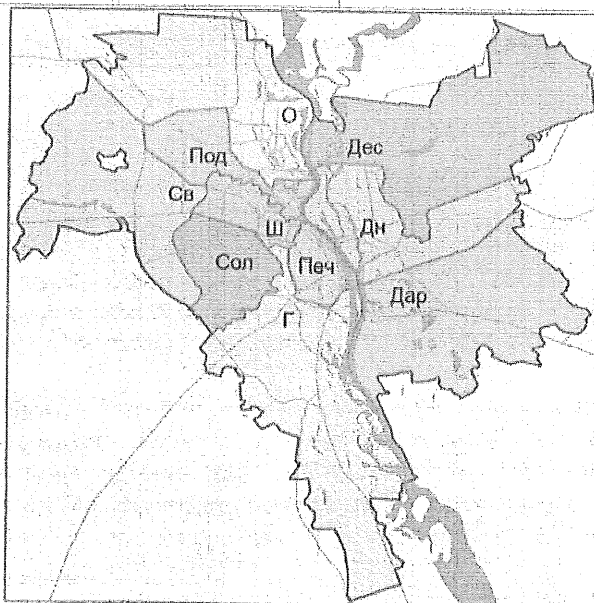 О
Дес
Под
Св
Ш
Дн
Сол
Печ
Дар
Г